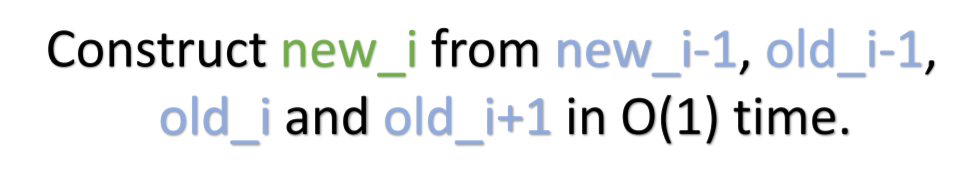 Construct new_i from new_i-1, old_i-1,
old_i and old_i+1 in O(1) time.